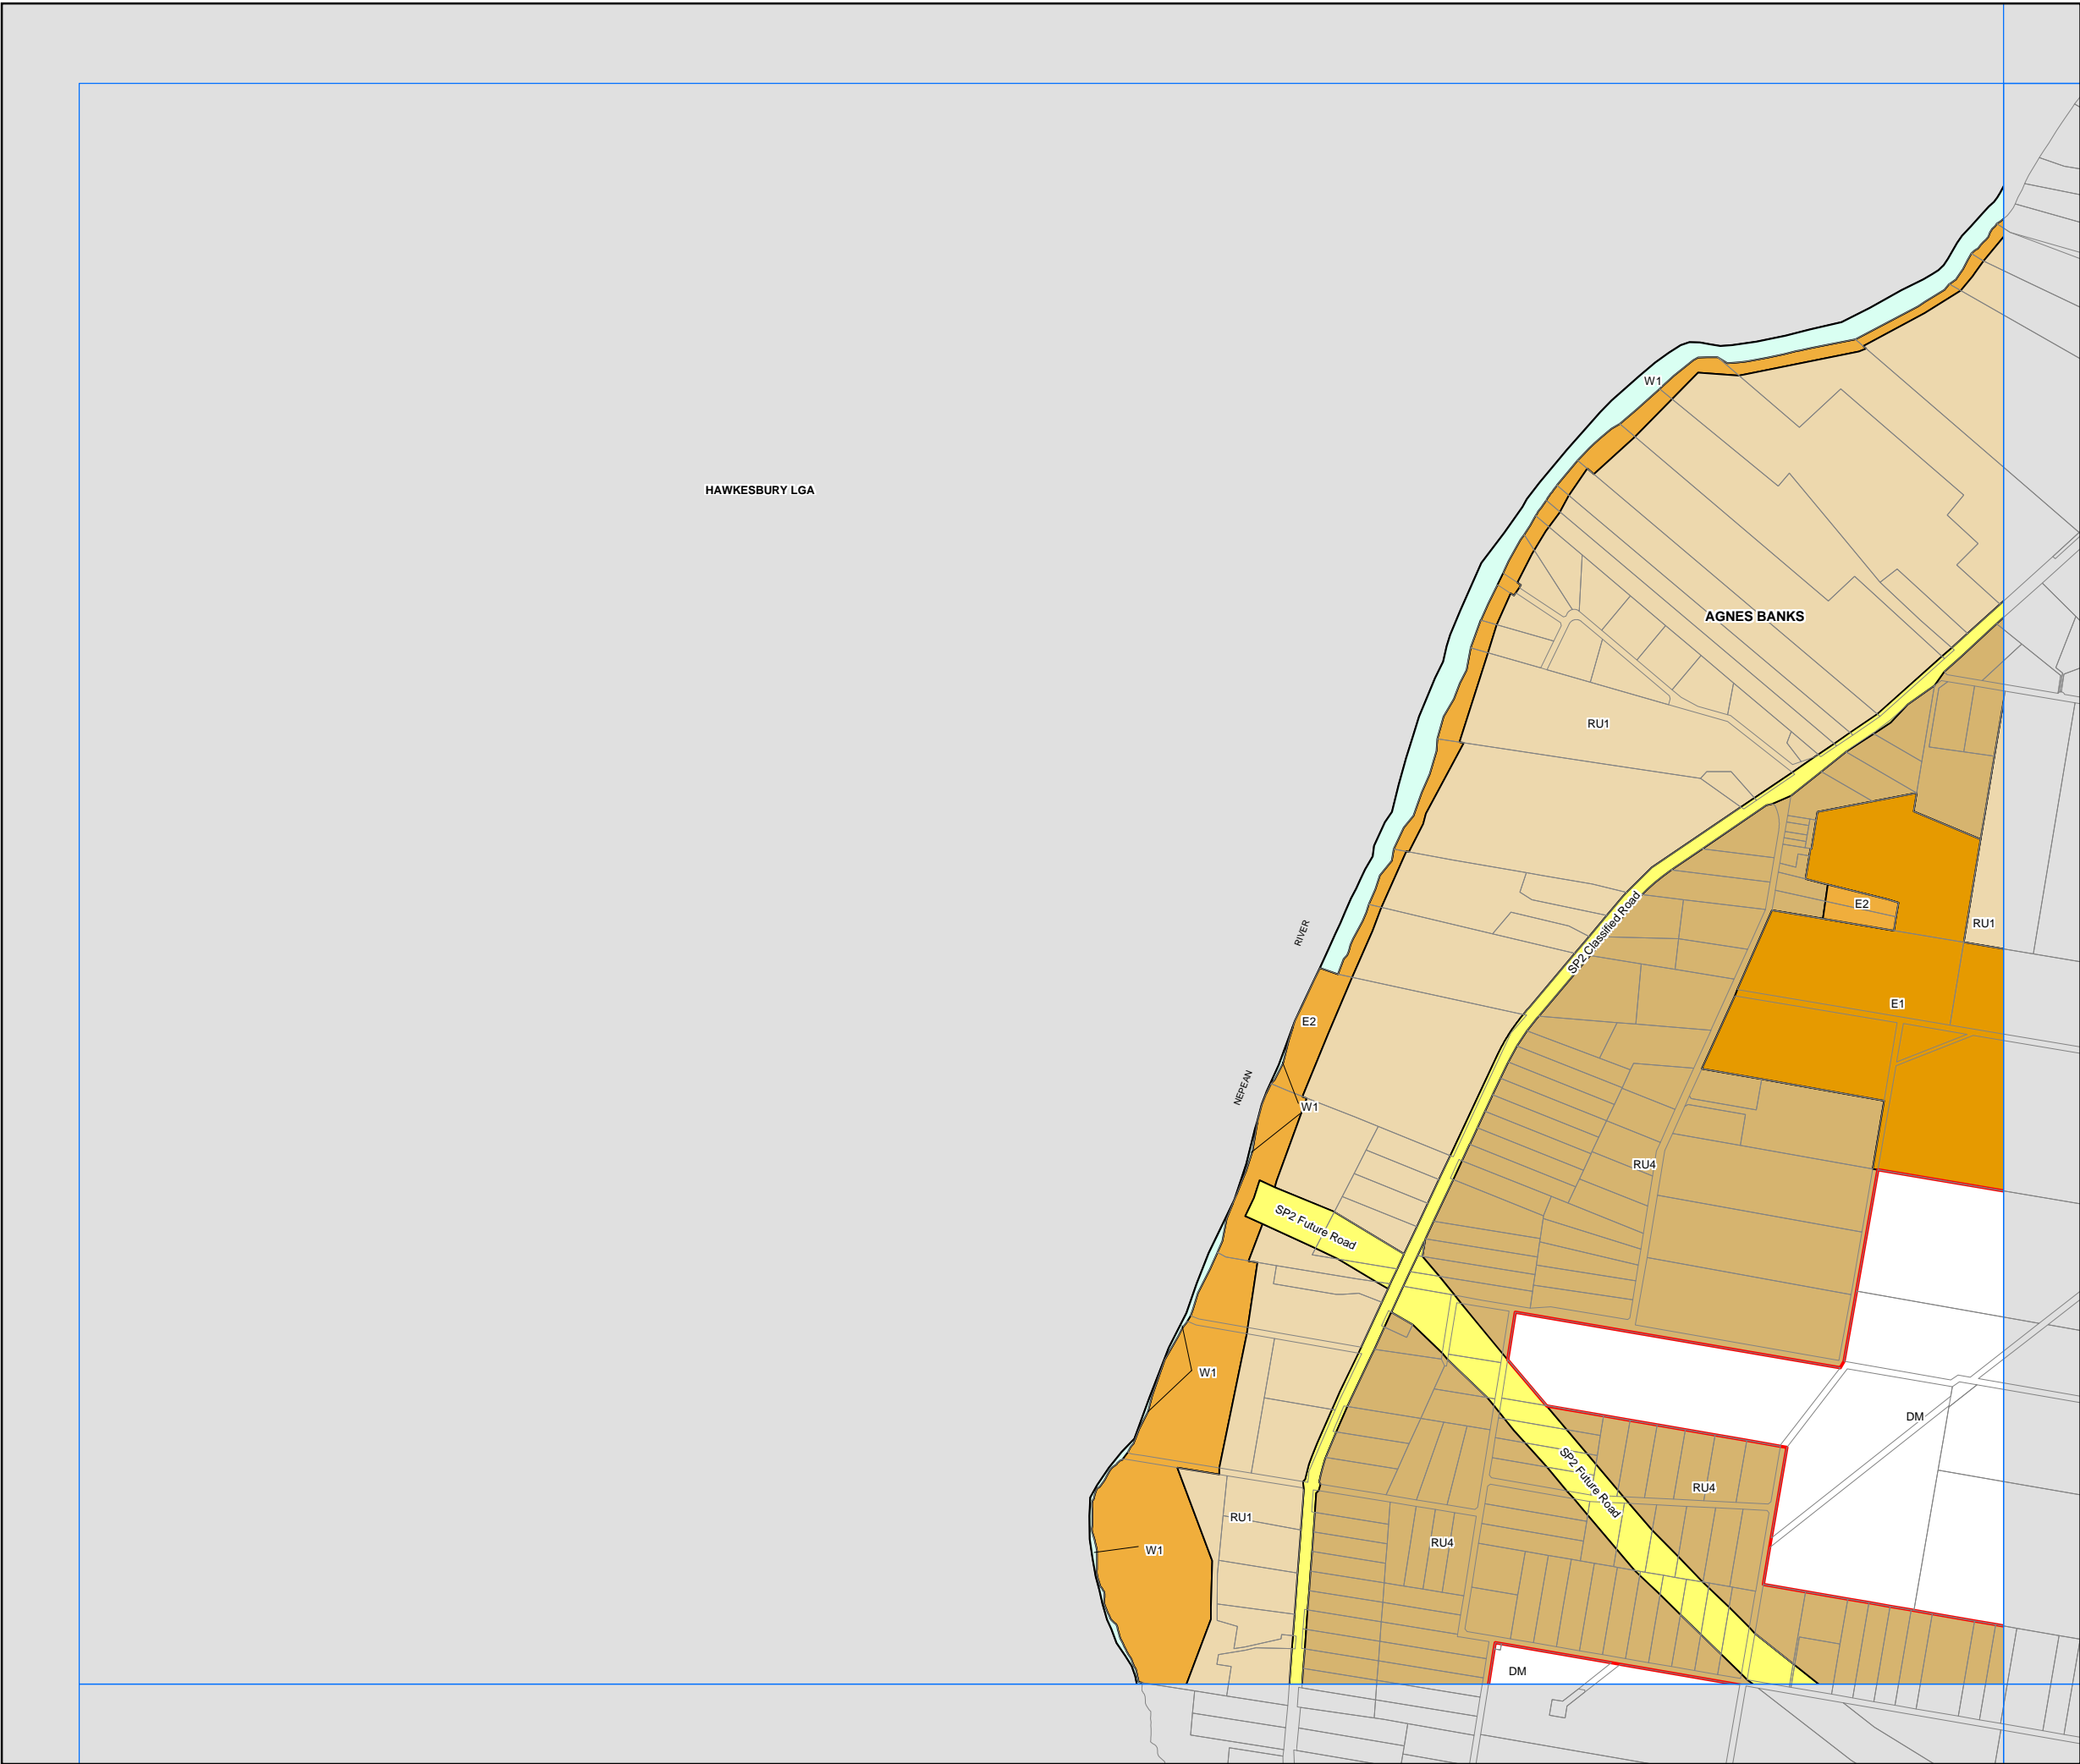 W1
HAWKESBURY LGA
AGNES BANKS
RU1
E2
RU1
SP2 Classified Road
RIVER
E1
E2
NEPEAN
W1
RU4
SP2 Future Road
W1
DM
SP2 Future Road
RU4
RU1
RU4
W1
DM